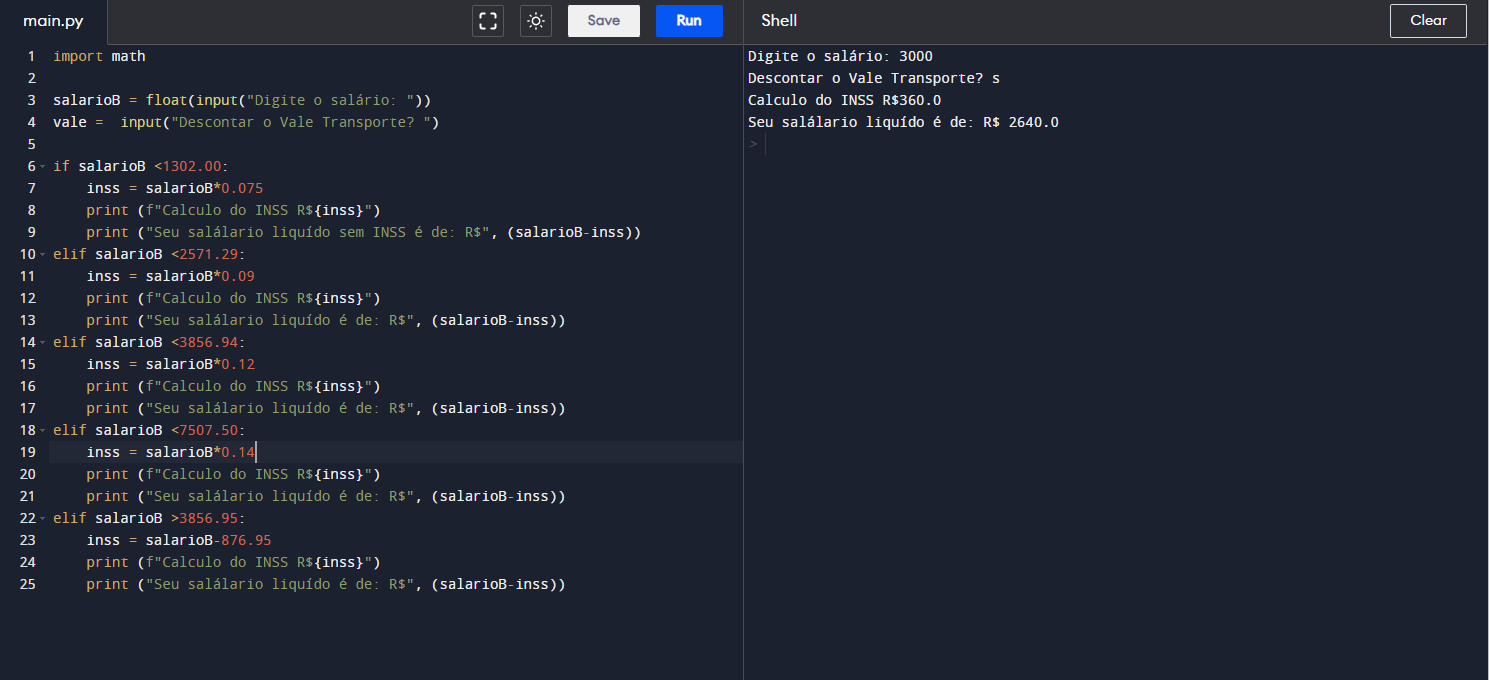 main.py Save Run Shell Clear
1 import math
2
3 salarioB = float(input("Digite o salário: "))
4 vale =  input("Descontar o Vale Transporte? ")
5
6 if salarioB <1302.00:
7     inss = salarioB*0.075
8     print (f"Calculo do INSS R${inss}")
9     print ("Seu salálario liquído sem INSS é de: R$", (salarioB-inss))
10 elif salarioB <2571.29:
11     inss = salarioB*0.09
12     print (f"Calculo do INSS R${inss}")
13     print ("Seu salálario liquído é de: R$", (salarioB-inss))
14 elif salarioB <3856.94:
15     inss = salarioB*0.12
16     print (f"Calculo do INSS R${inss}")
17     print ("Seu salálario liquído é de: R$", (salarioB-inss))
18 elif salarioB <7507.50:
19     inss = salarioB*0.14
20     print (f"Calculo do INSS R${inss}")
21     print ("Seu salálario liquído é de: R$", (salarioB-inss))
22 elif salarioB >3856.95:
23     inss = salarioB-876.95
24     print (f"Calculo do INSS R${inss}")
25     print ("Seu salálario liquído é de: R$", (salarioB-inss))
Digite o salário: 3000
Descontar o Vale Transporte? s
Calculo do INSS R$360.0
Seu salálario liquído é de: R$ 2640.0
>